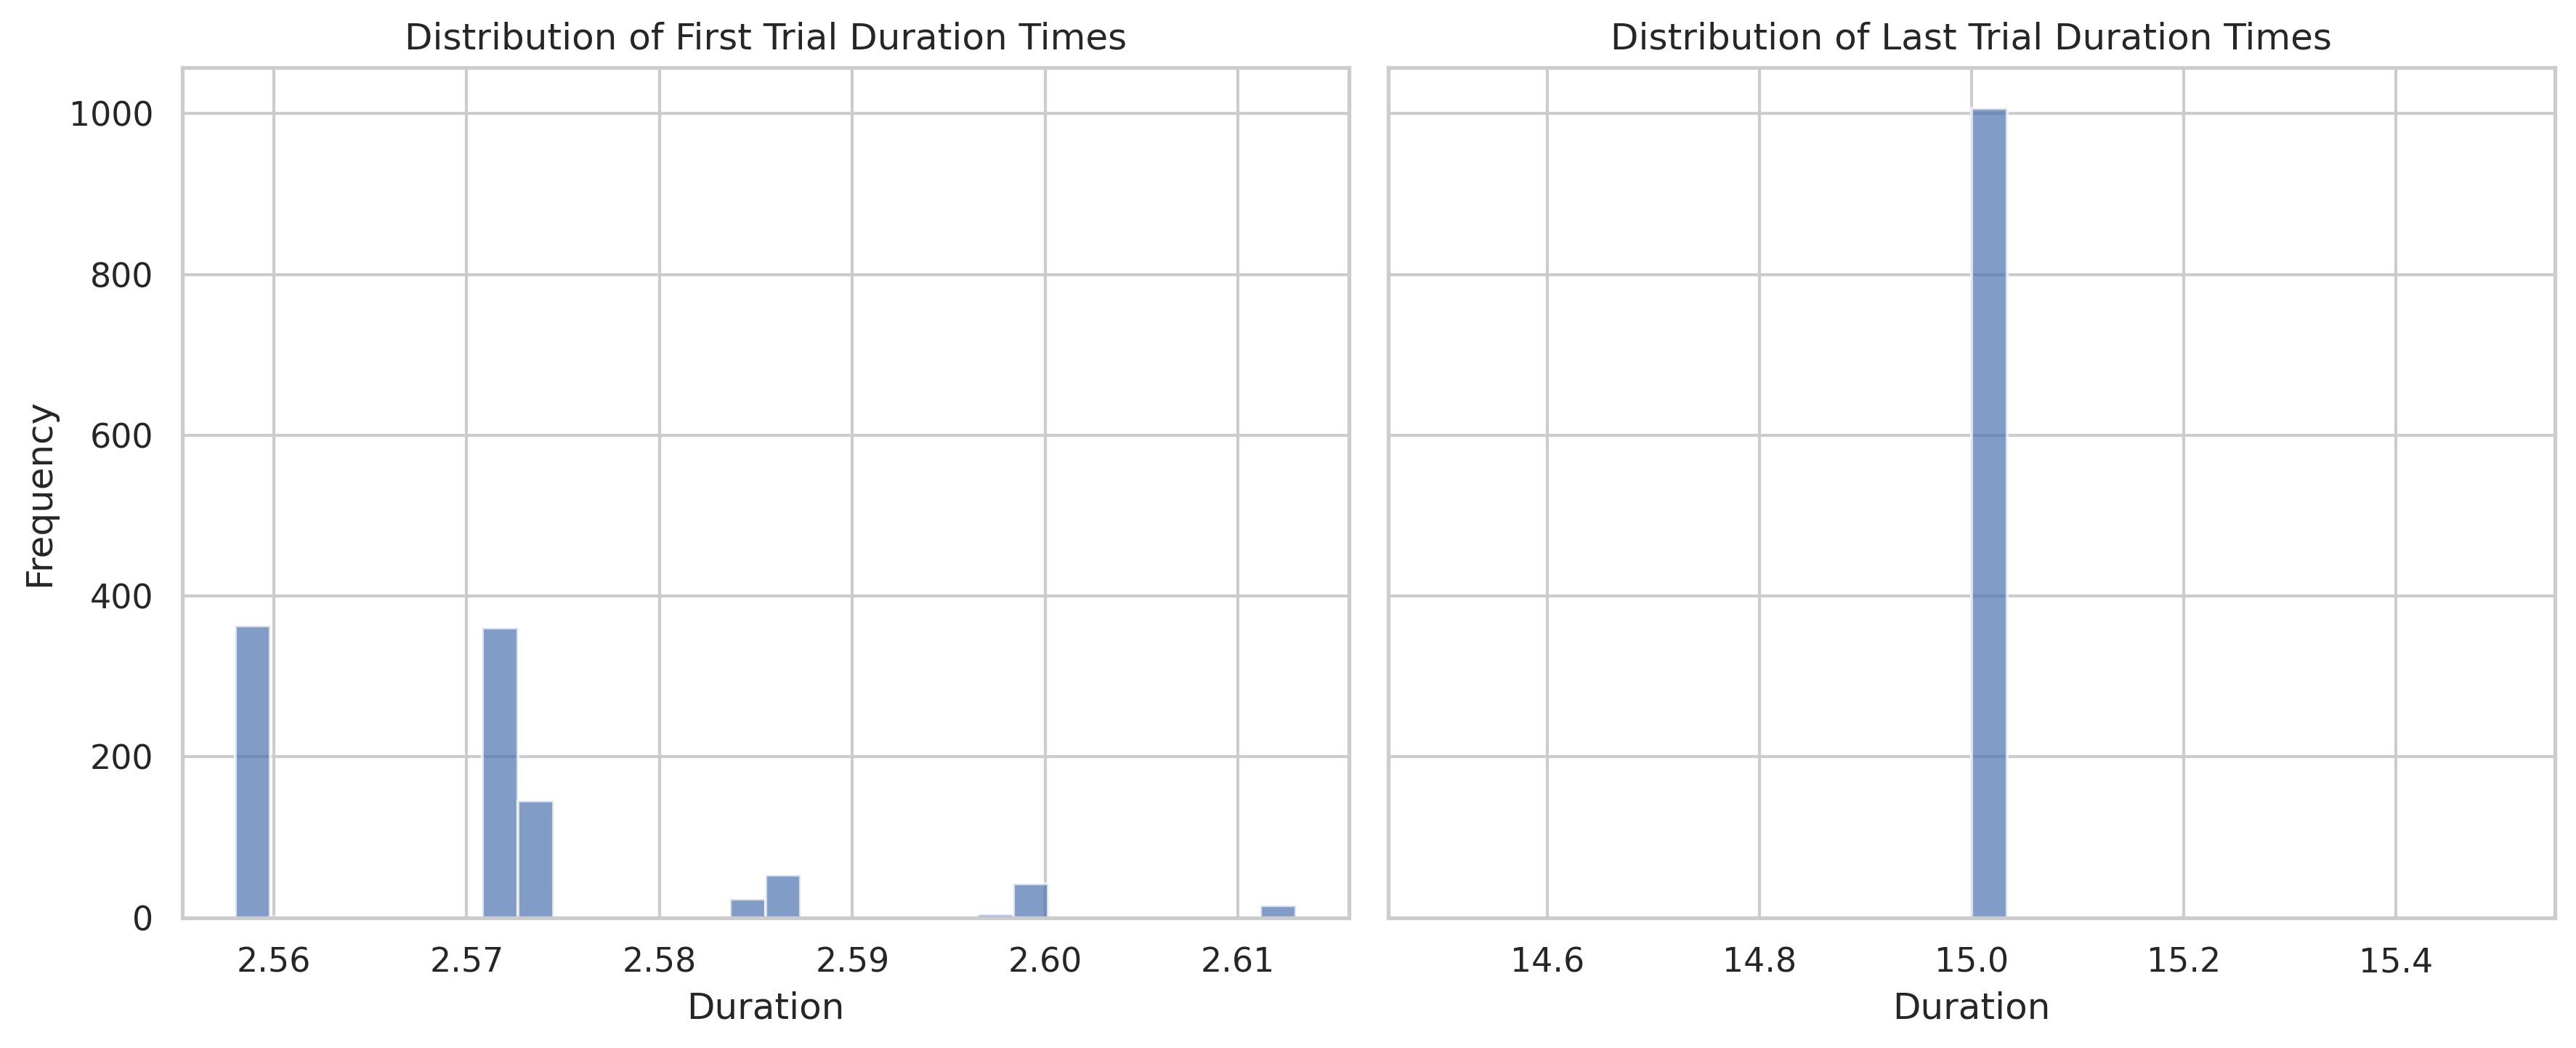 Distribution of First Trial Duration Times
Distribution of Last Trial Duration Times
Frequency
1000
800
600
400
200
0
2.56 2.57 2.58 2.59 2.60 2.61
14.6 14.8 15.0 15.2 15.4
Duration
Duration